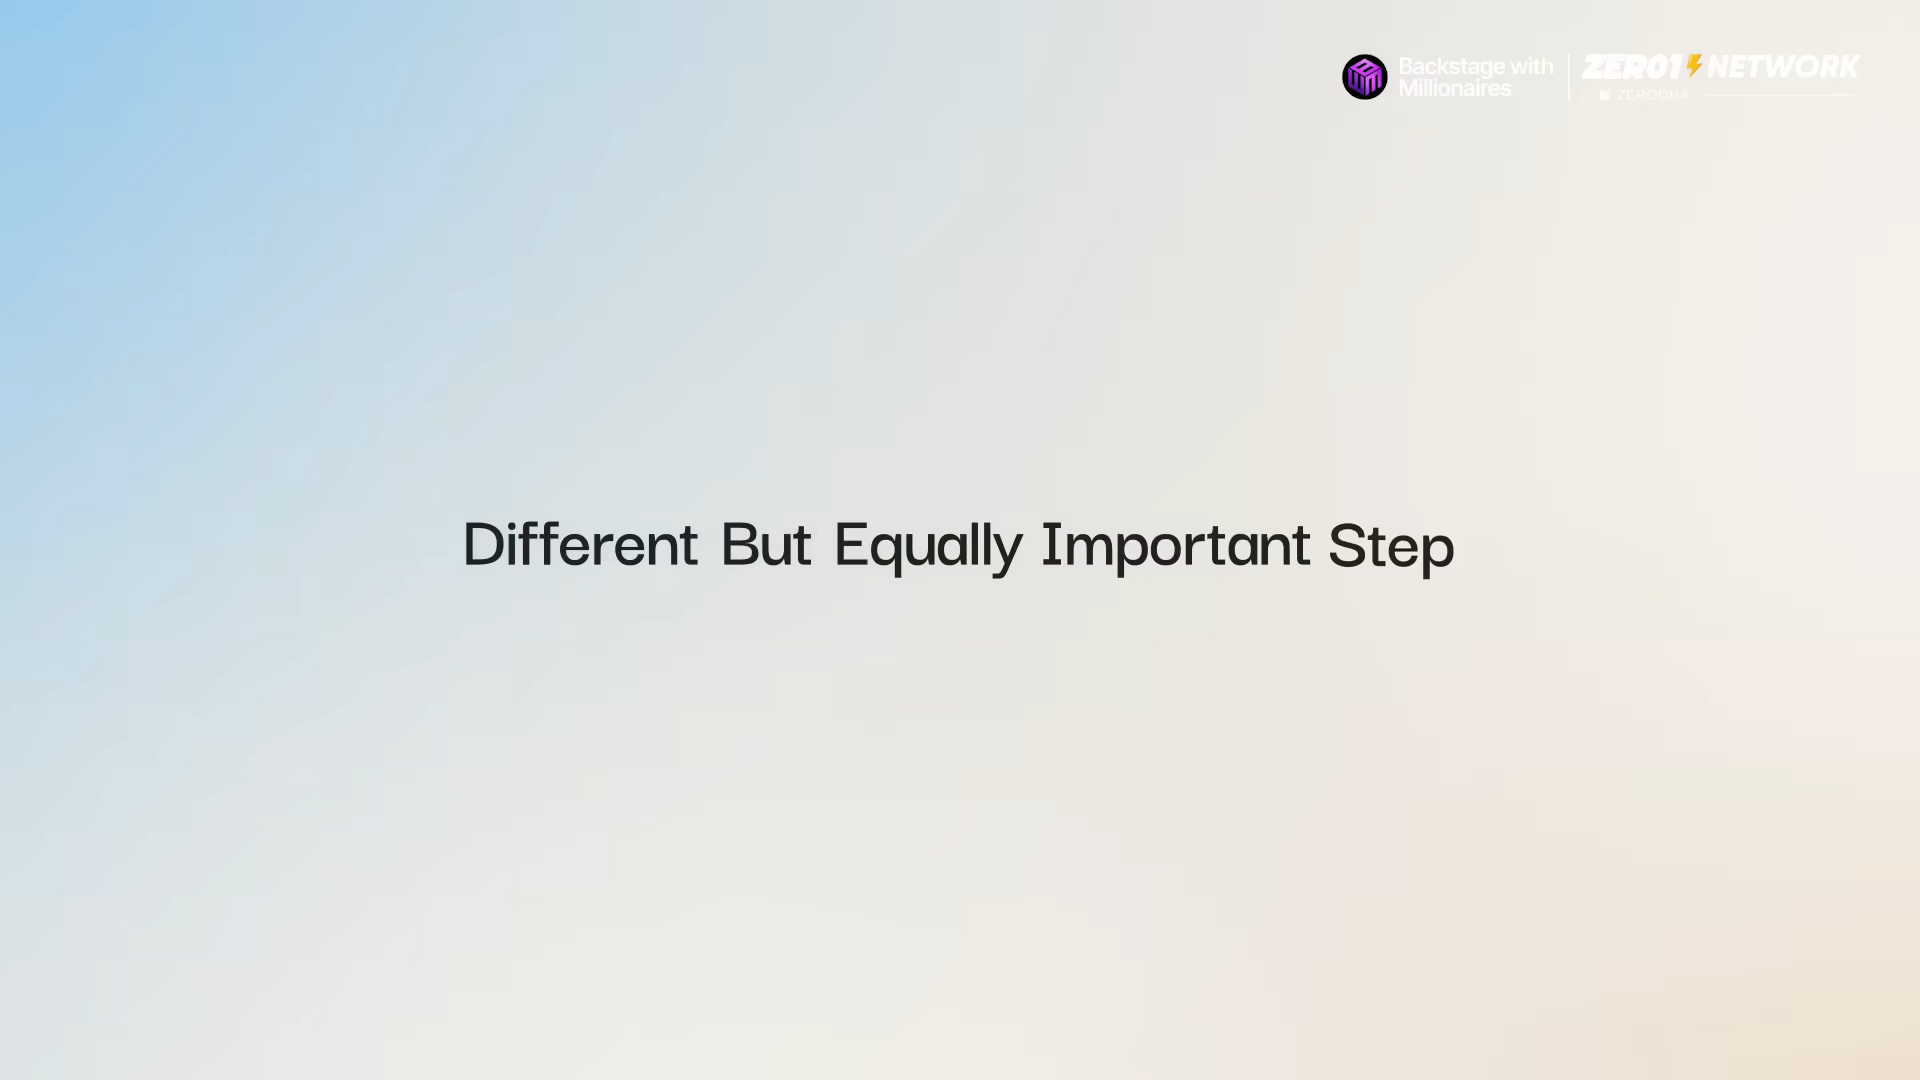 Backstage with
Millionaires
ZERO1 NETWORK
ZERODHA
Different But Equally Important Step